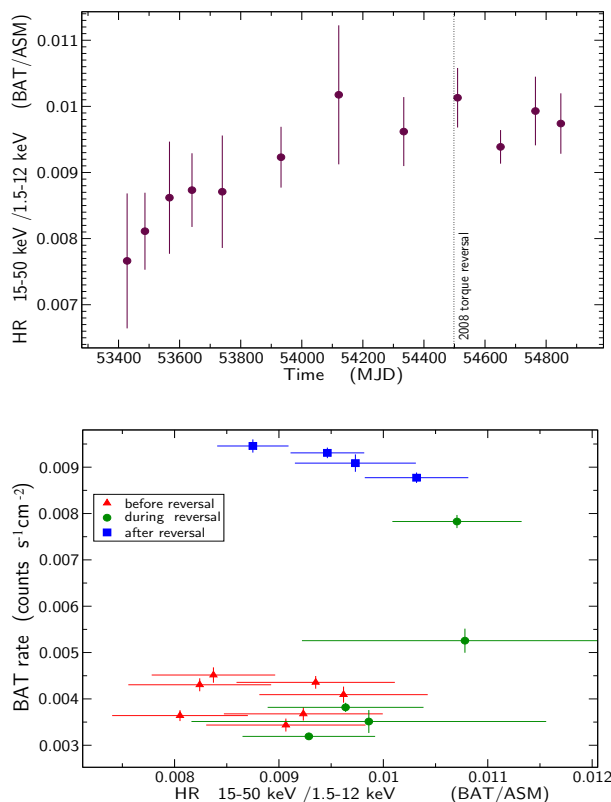 HR 15-50 keV /1.5-12 keV (BAT/ASM)
0.011
0.01
0.009
0.008
0.007
2008 torque reversal
53400 53600 53800 54000 54200 54400 54600 54800
Time (MJD)
BAT rate (counts s⁻¹cm⁻²)
0.009
0.008
0.007
0.006
0.005
0.004
0.003
before reversal
during reversal
after reversal
0.008 0.009 0.01 0.011 0.012
HR 15-50 keV /1.5-12 keV (BAT/ASM)